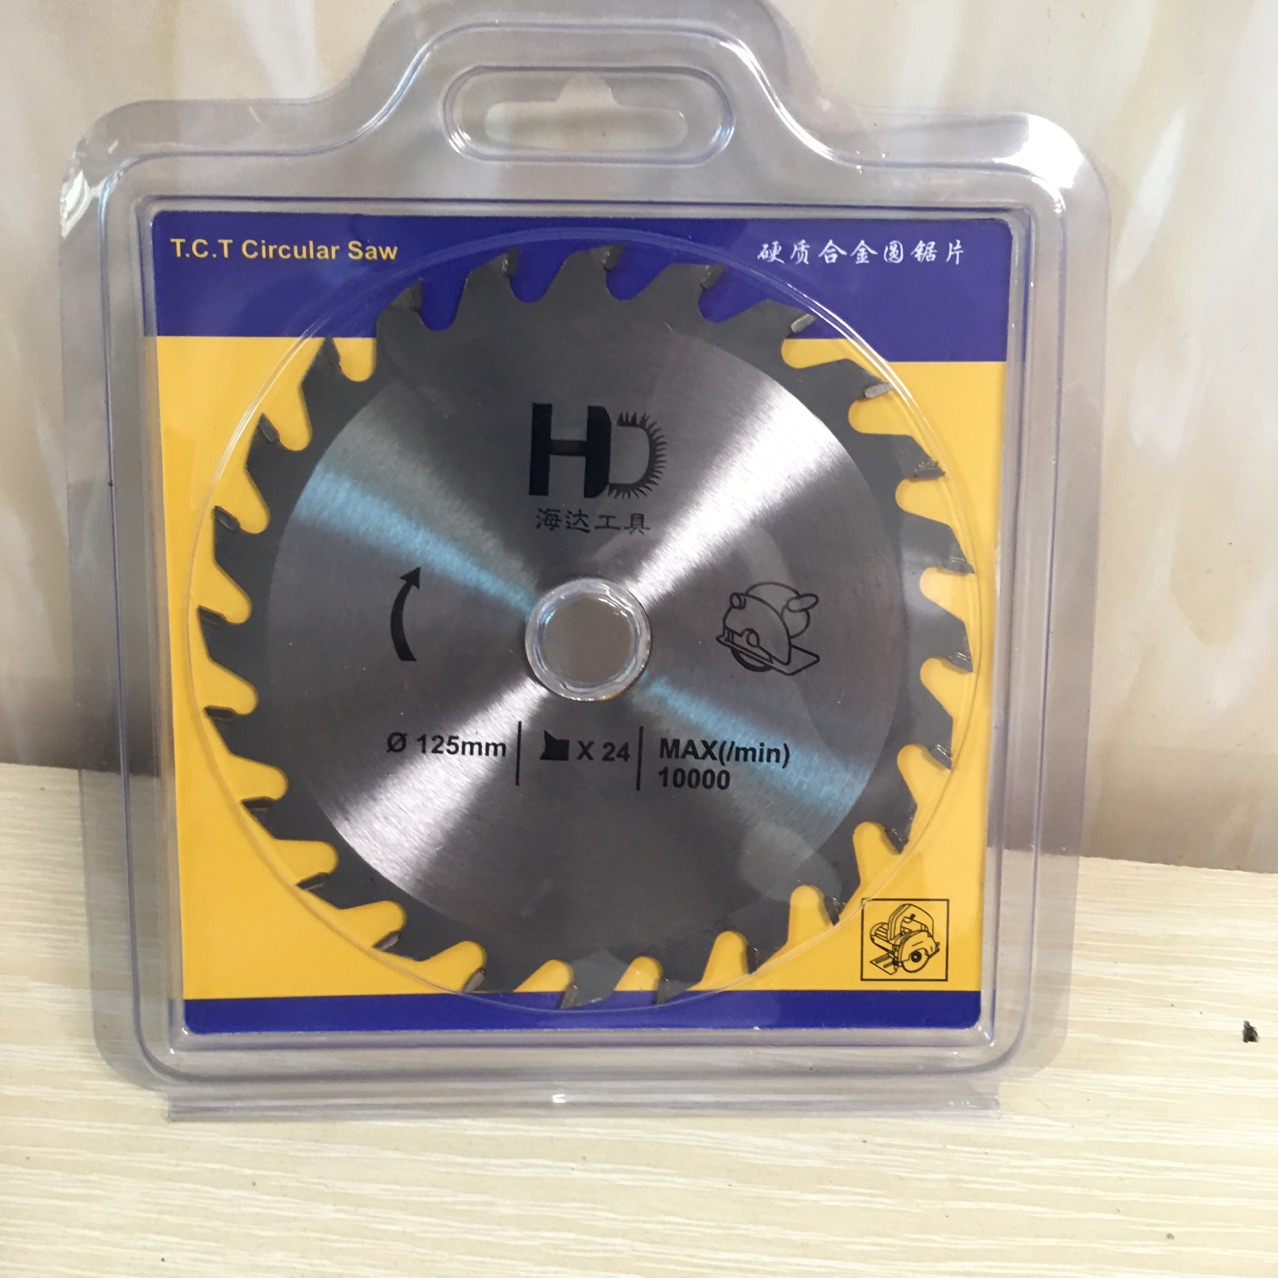 T.C.T Circular Saw
硬质合金圆锯片
HD
海达工具
Ø 125mm
X 24
MAX(/min)
10000